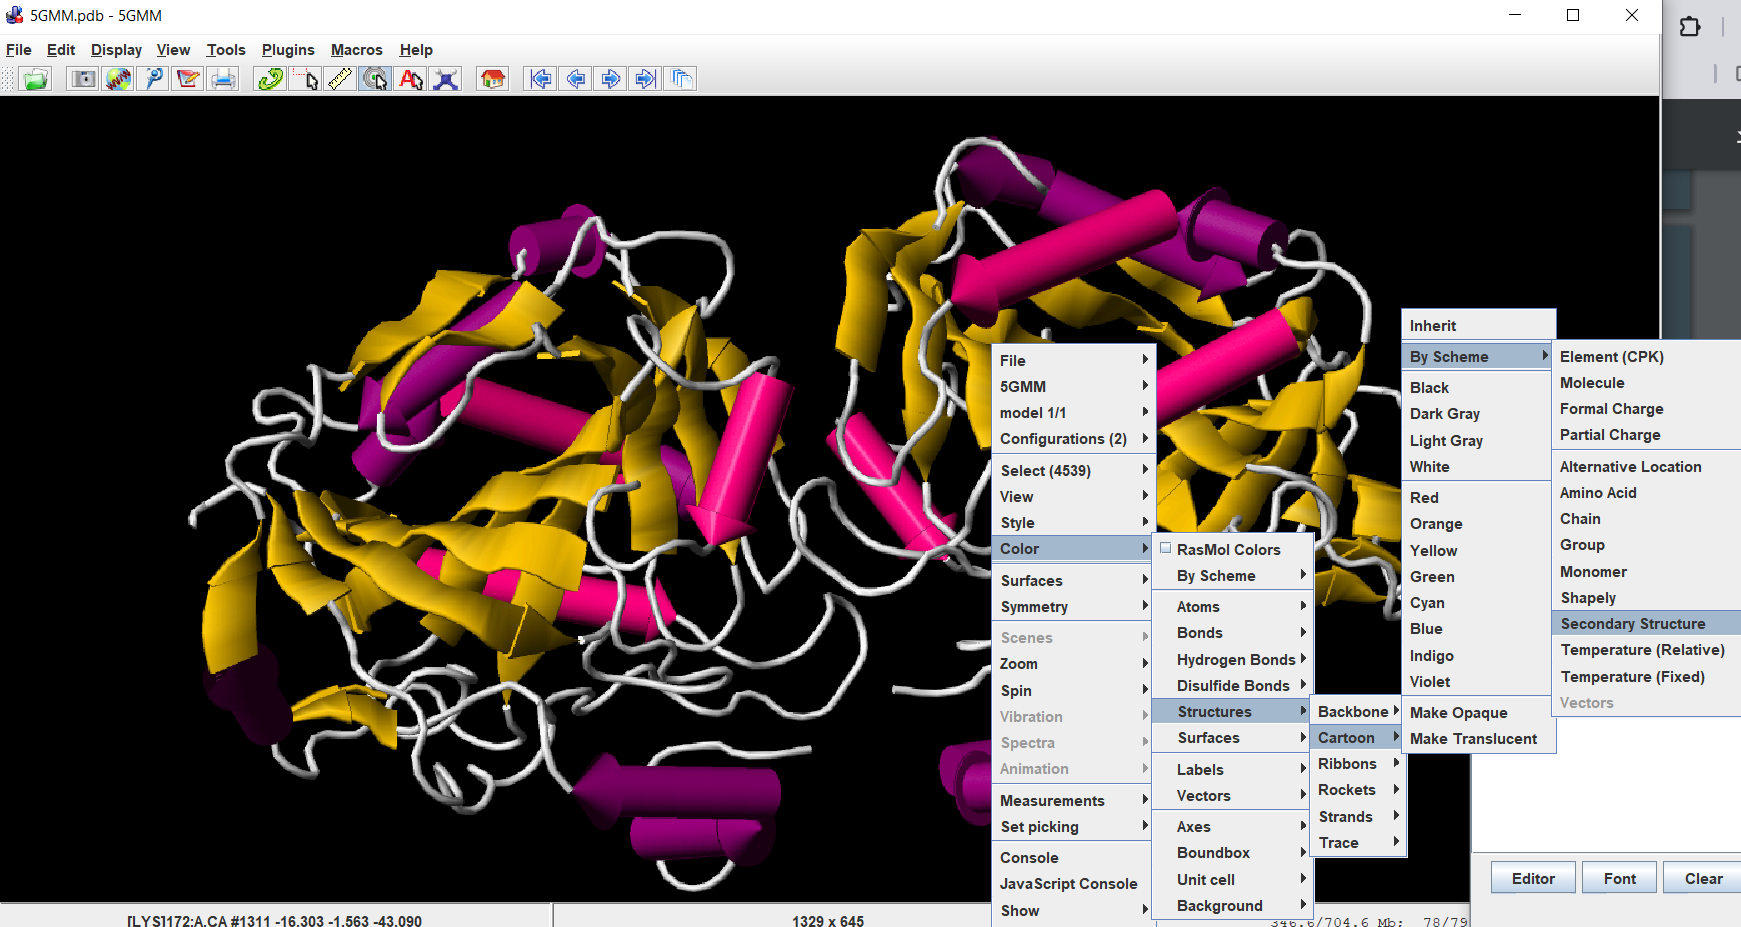 5GMM.pdb - 5GMM
File Edit Display View Tools Plugins Macros Help
File
5GMM
model 1/1
Configurations (2)
Select (4539)
View
Style
Color
Surfaces
Symmetry
Scenes
Zoom
Spin
Vibration
Spectra
Animation
Measurements
Set picking
Console
JavaScript Console
Show
RasMol Colors
By Scheme
Atoms
Bonds
Hydrogen Bonds
Disulfide Bonds
Structures
Surfaces
Labels
Vectors
Axes
Boundbox
Unit cell
Background
Backbone
Cartoon
Ribbons
Rockets
Strands
Trace
Inherit
By Scheme
Black
Dark Gray
Light Gray
White
Red
Orange
Yellow
Green
Cyan
Blue
Indigo
Violet
Make Opaque
Make Translucent
Element (CPK)
Molecule
Formal Charge
Partial Charge
Alternative Location
Amino Acid
Chain
Group
Monomer
Shapely
Secondary Structure
Temperature (Relative)
Temperature (Fixed)
Vectors
Editor Font Clear
[LYS]172:A.CA #1311 -16.303 -1.563 -43.090
1329 x 645
346.6/704.6 Mb; 78/79